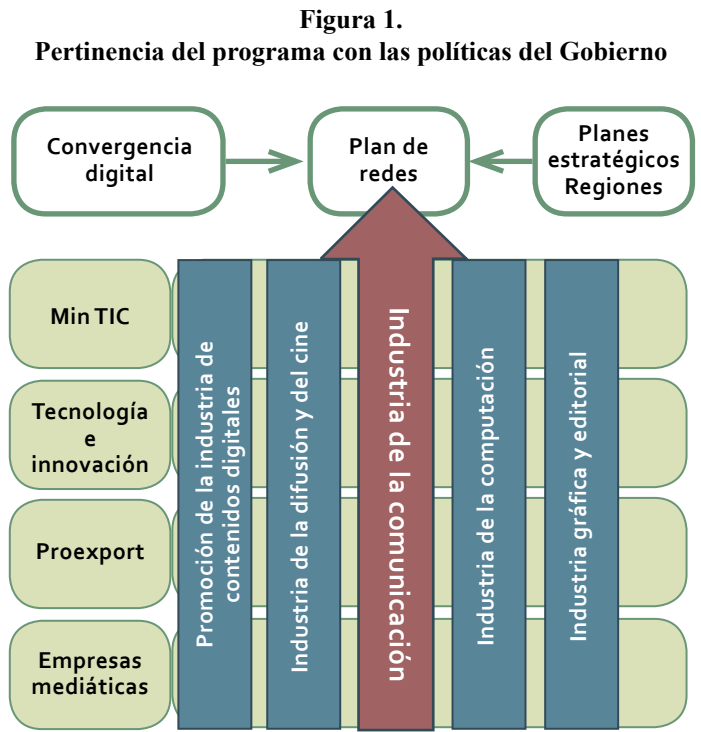 Figura 1.
Pertinencia del programa con las políticas del Gobierno
Convergencia
digital
Plan de
redes
Planes
estratégicos
Regiones
Min TIC
Tecnología
e
innovación
Proexport
Empresas
mediáticas
Promoción de la industria de
contenidos digitales
Industria de la difusión y del cine
Industria de la comunicación
Industria de la computación
Industria gráfica y editorial